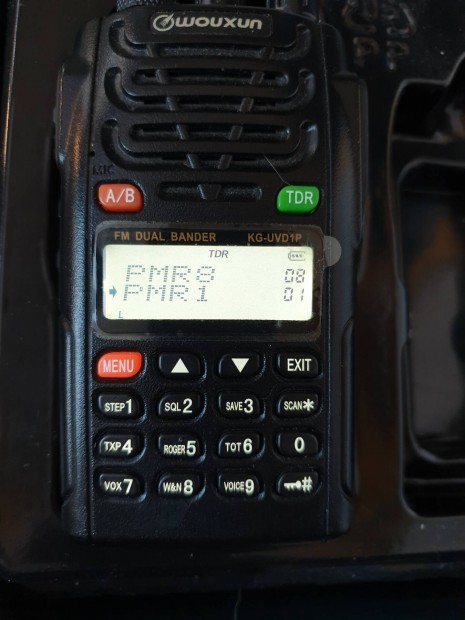 WOUXUN
MIC
A/B
TDR
FM DUAL BANDER KG-UVD1P
TDR
PMR8 08
PMR1 01
L
MENU ▲ ▼ EXIT
STEP1 SQL2 SAVE3 SCAN*
TXP4 ROGER5 TOT6 0
VOX7 W&N8 VOICE9 #